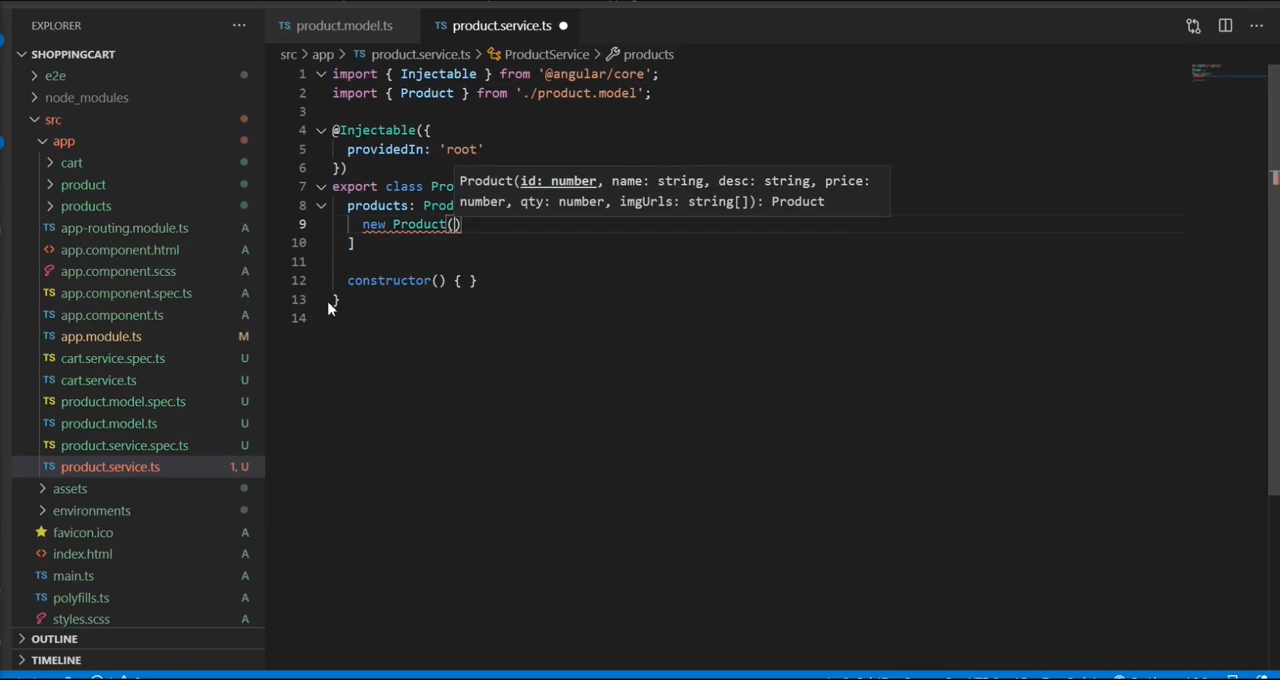 EXPLORER
SHOPPINGCART
e2e
node_modules
src
app
cart
product
products
app-routing.module.ts
app.component.html A
app.component.scss A
app.component.spec.ts A
app.component.ts A
app.module.ts M
cart.service.spec.ts U
cart.service.ts U
product.model.spec.ts U
product.model.ts U
product.service.spec.ts U
product.service.ts 1, U
assets
environments
favicon.ico A
index.html A
main.ts A
polyfills.ts A
styles.scss A
OUTLINE
TIMELINE
TS product.model.ts TS product.service.ts
src > app > TS product.service.ts > ProductService > products
1 import { Injectable } from '@angular/core';
2 import { Product } from './product.model';
3
4 @Injectable({
5 providedIn: 'root'
6 })
Product(id: number, name: string, desc: string, price:
7 export class Pro
number, qty: number, imgUrls: string[]): Product
8 products: Prod
9 new Product()
10 ]
11
12 constructor() { }
13 }
14